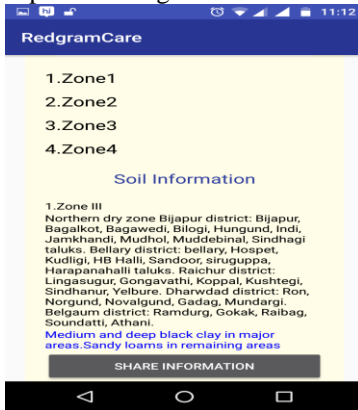 hi 11:12
RedgramCare
1.Zone1
2.Zone2
3.Zone3
4.Zone4
Soil Information
1.Zone III
Northern dry zone Bijapur district: Bijapur,
Bagalkot, Bagawedi, Bilogi, Hungund, Indi,
Jamkhandi, Mudhol, Muddebinal, Sindhagi
taluks. Bellary district: bellary, Hospet,
Kudligi, HB Halli, Sandoor, siruguppa,
Harapanahalli taluks. Raichur district:
Lingasugur, Gongavathi, Koppal, Kushtegi,
Sindhanur, Yelbure. Dharwad district: Ron,
Norgund, Novalgund, Gadag, Mundargi.
Belgaum district: Ramdurg, Gokak, Raibag,
Soundatti, Athani.
Medium and deep black clay in major
areas.Sandy loams in remaining areas
SHARE INFORMATION